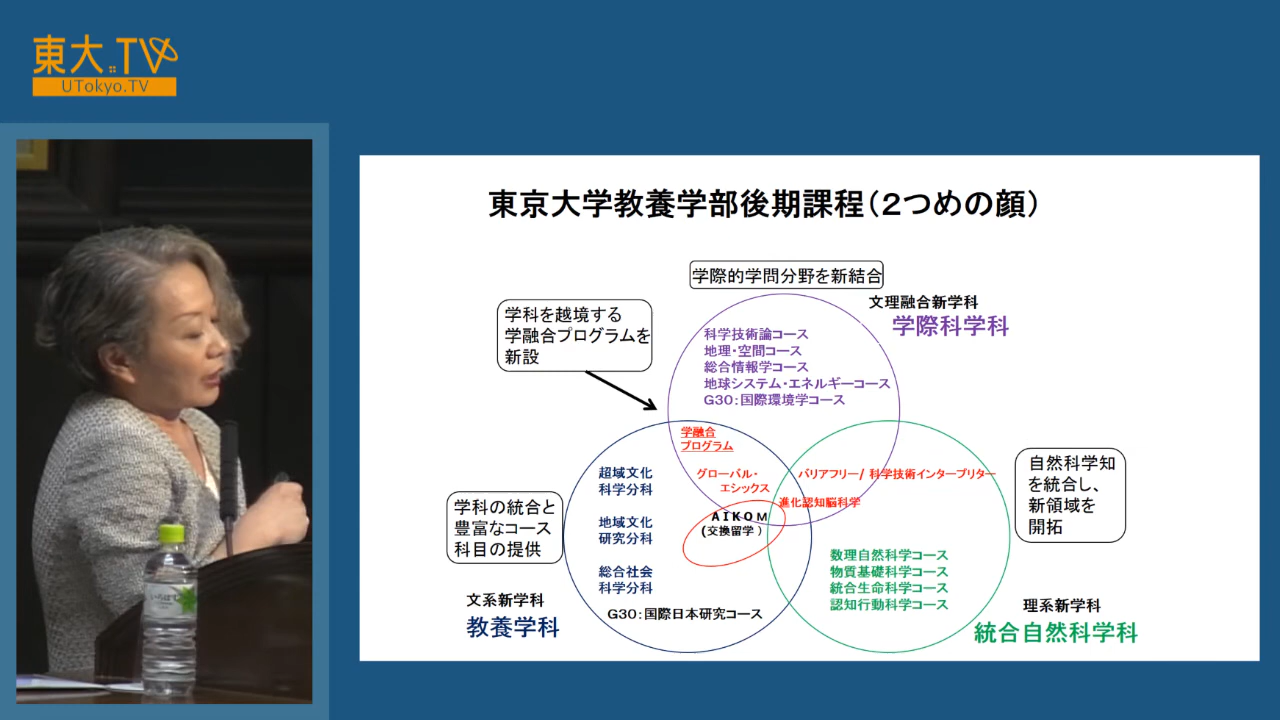 東大.TV
UTokyo.TV
東京大学教養学部後期課程（２つめの顔）
学際的学問分野を新結合
文理融合新学科
学際科学科
学科を越境する
学融合プログラムを
新設
科学技術論コース
地理・空間コース
総合情報学コース
地球システム・エネルギーコース
G30：国際環境学コース
学融合
プログラム
グローバル・
エシックス
バリアフリー/ 科学技術インタープリター
進化認知脳科学
AIKOM
(交換留学 )
超域文化
科学分科
地域文化
研究分科
総合社会
科学分科
G30：国際日本研究コース
学科の統合と
豊富なコース
科目の提供
文系新学科
教養学科
自然科学知
を統合し、
新領域を
開拓
数理自然科学コース
物質基礎科学コース
統合生命科学コース
認知行動科学コース
理系新学科
統合自然科学科
いろはす